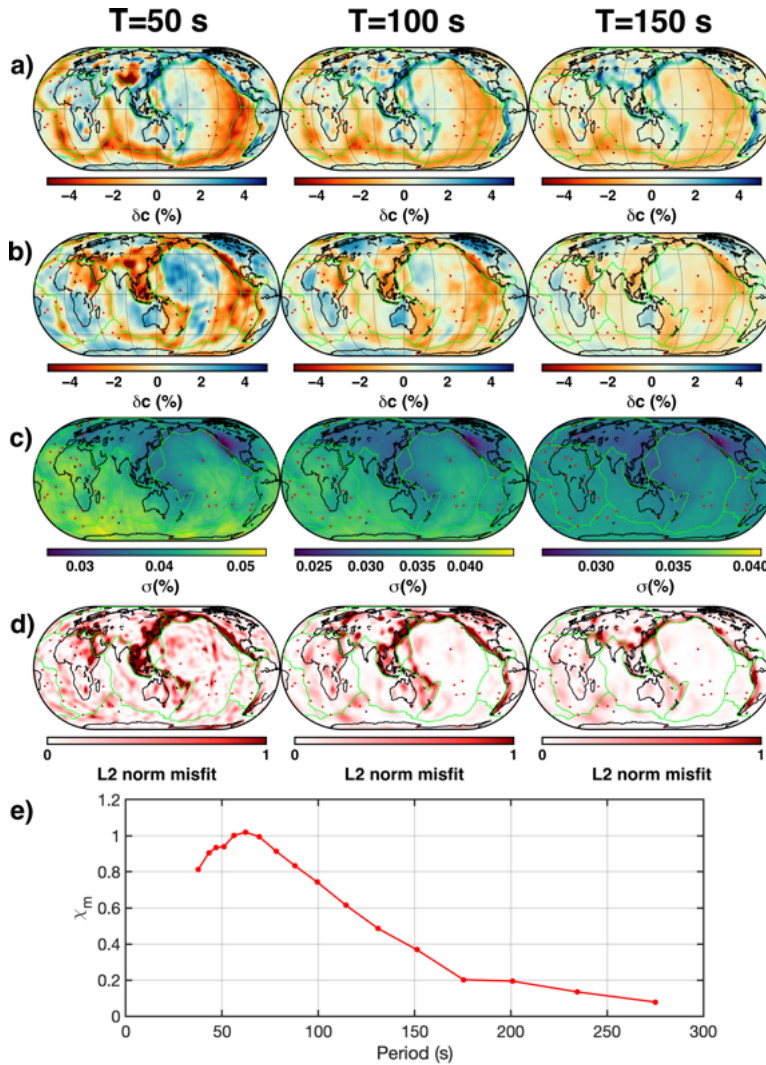 T=50 s T=100 s T=150 s
a)
−4 −2 0 2 4 −4 −2 0 2 4 −4 −2 0 2 4
δc (%) δc (%) δc (%)
b)
−4 −2 0 2 4 −4 −2 0 2 4 −4 −2 0 2 4
δc (%) δc (%) δc (%)
c)
0.03 0.04 0.05 0.025 0.030 0.035 0.040 0.030 0.035 0.040
σ(%) σ(%) σ(%)
d)
0 1 0 1 0 1
L2 norm misfit L2 norm misfit L2 norm misfit
e)
1.2
1
0.8
0.6
0.4
0.2
0
χm
0 50 100 150 200 250 300
Period (s)